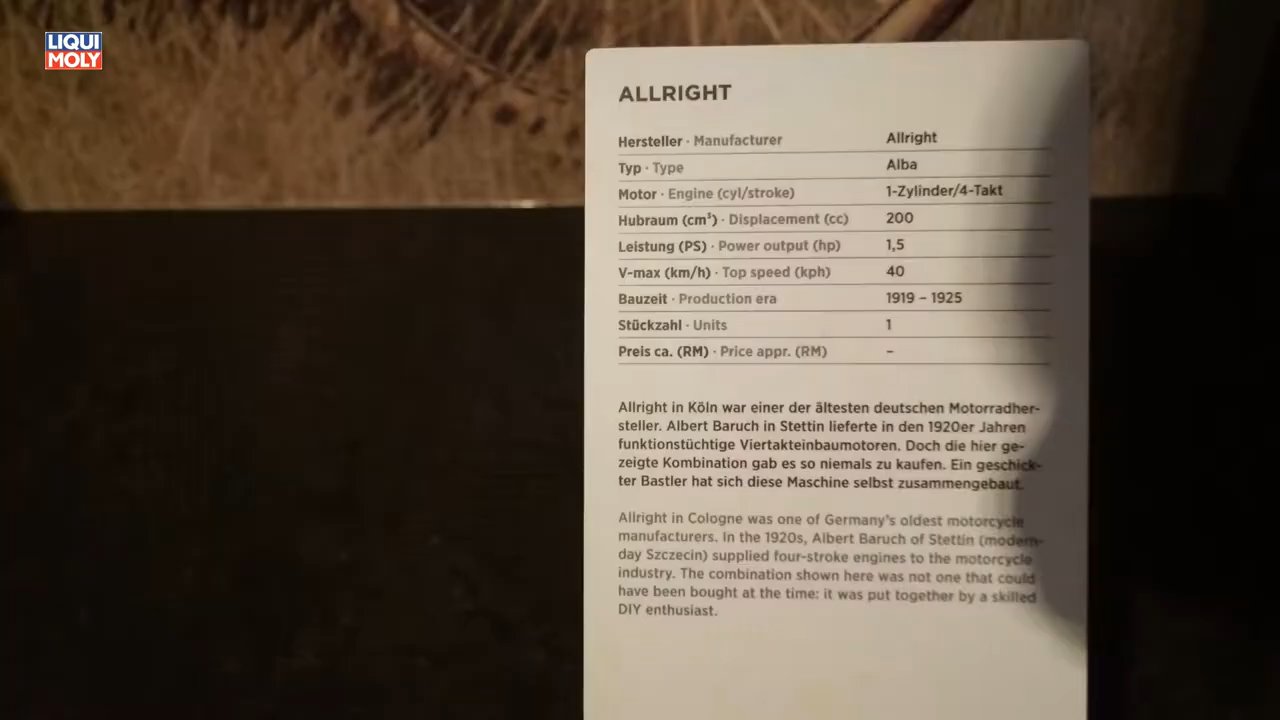 LIQUI
MOLY
ALLRIGHT
Hersteller · Manufacturer Allright
Typ · Type Alba
Motor · Engine (cyl/stroke) 1-Zylinder/4-Takt
Hubraum (cm³) · Displacement (cc) 200
Leistung (PS) · Power output (hp) 1,5
V-max (km/h) · Top speed (kph) 40
Bauzeit · Production era 1919 – 1925
Stückzahl · Units 1
Preis ca. (RM) · Price appr. (RM) –
Allright in Köln war einer der ältesten deutschen Motorradher-
steller. Albert Baruch in Stettin lieferte in den 1920er Jahren
funktionstüchtige Viertakteinbaumotoren. Doch die hier ge-
zeigte Kombination gab es so niemals zu kaufen. Ein geschick-
ter Bastler hat sich diese Maschine selbst zusammengebaut.
Allright in Cologne was one of Germany's oldest motorcycle
manufacturers. In the 1920s, Albert Baruch of Stettin (modern-
day Szczecin) supplied four-stroke engines to the motorcycle
industry. The combination shown here was not one that could
have been bought at the time: it was put together by a skilled
DIY enthusiast.